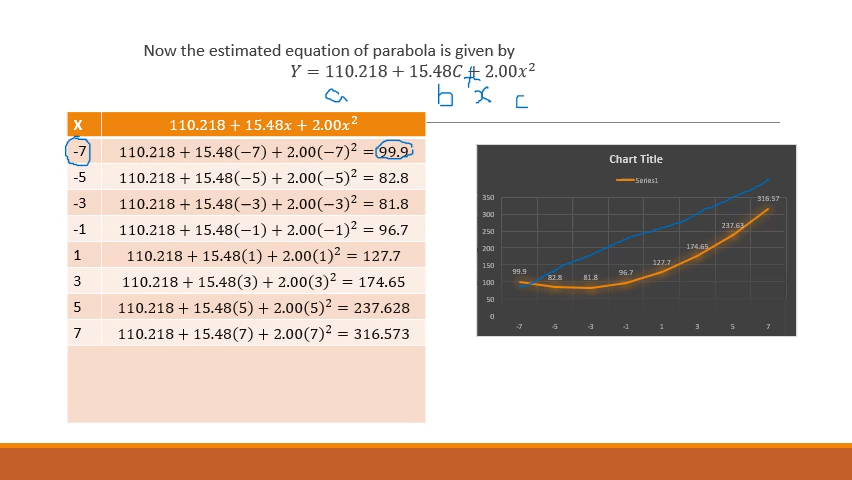 Now the estimated equation of parabola is given by
Y = 110.218 + 15.48C + 2.00x²
a b x c
X 110.218 + 15.48x + 2.00x²
-7 110.218 + 15.48(−7) + 2.00(−7)² = 99.9
-5 110.218 + 15.48(−5) + 2.00(−5)² = 82.8
-3 110.218 + 15.48(−3) + 2.00(−3)² = 81.8
-1 110.218 + 15.48(−1) + 2.00(−1)² = 96.7
1 110.218 + 15.48(1) + 2.00(1)² = 127.7
3 110.218 + 15.48(3) + 2.00(3)² = 174.65
5 110.218 + 15.48(5) + 2.00(5)² = 237.628
7 110.218 + 15.48(7) + 2.00(7)² = 316.573
Chart Title
Series1
350
300
250
200
150
100
50
0
99.9 82.8 81.8 96.7 127.7 174.65 237.63 316.57
-7 -5 -3 -1 1 3 5 7